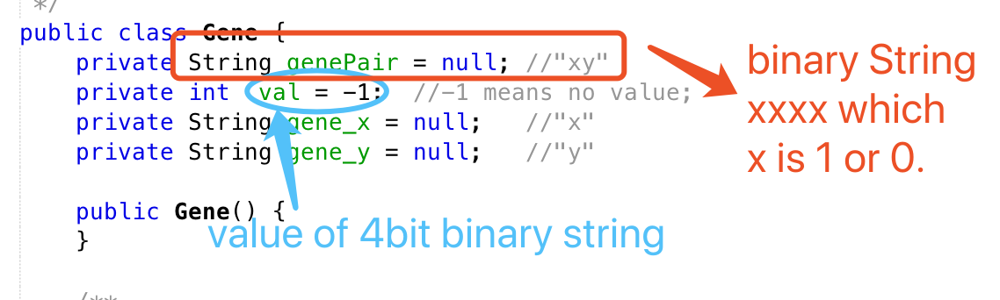 */
public class Gene {
private String genePair = null; //"xy"
private int val = -1; //-1 means no value;
private String gene_x = null; //"x"
private String gene_y = null; //"y"
public Gene() {
}
/**
binary String
xxxx which
x is 1 or 0.
value of 4bit binary string